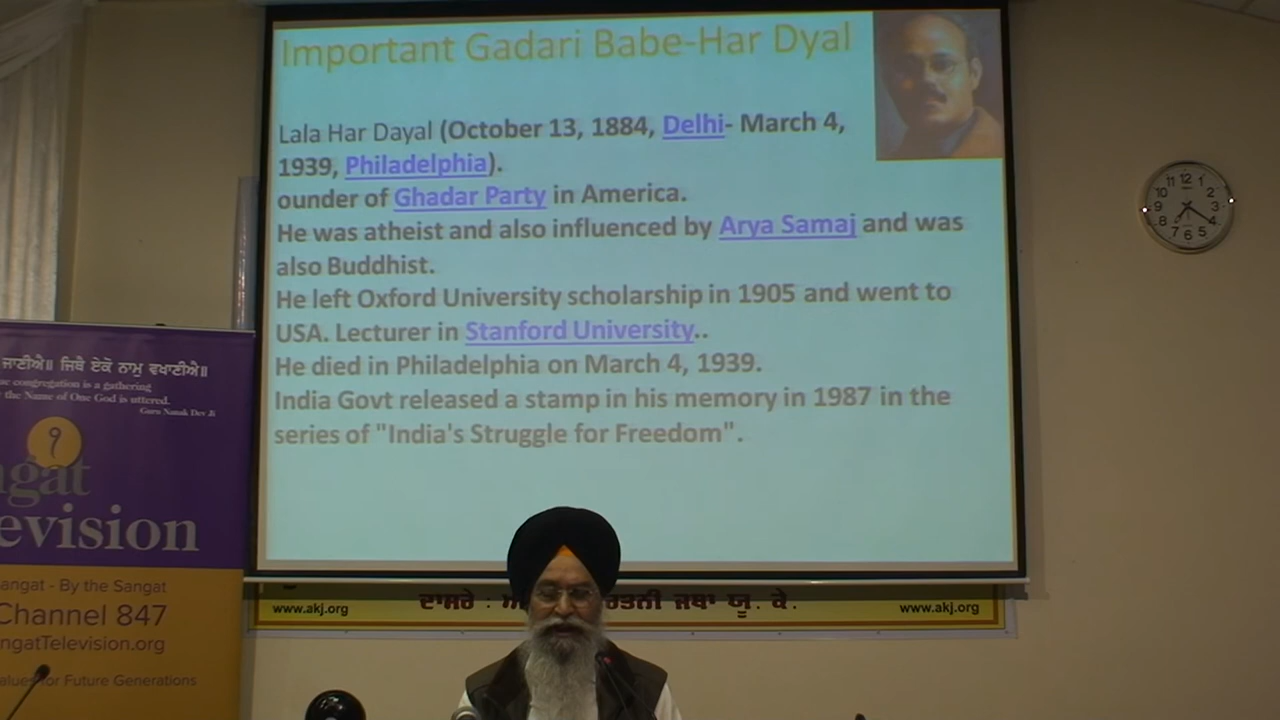 Important Gadari Babe-Har Dyal
Lala Har Dayal (October 13, 1884, Delhi- March 4,
1939, Philadelphia).
ounder of Ghadar Party in America.
He was atheist and also influenced by Arya Samaj and was
also Buddhist.
He left Oxford University scholarship in 1905 and went to
USA. Lecturer in Stanford University..
He died in Philadelphia on March 4, 1939.
India Govt released a stamp in his memory in 1987 in the
series of "India's Struggle for Freedom".
12 1 2 3 4 5 6 7 8 9 10 11
ਜਾਣੀਐ॥ ਜਿਥੈ ਏਕੋ ਨਾਮੁ ਵਖਾਣੀਐ॥
congregation is a gathering
the Name of One God is uttered.
Guru Nanak Dev Ji
੧
ngat
evision
angat - By the Sangat
Channel 847
ngatTelevision.org
for Future Generations
www.akj.org
ਦਾਸਰੇ : ਰਤਨੀ ਜਥਾ ਯੂ. ਕੇ.
www.akj.org